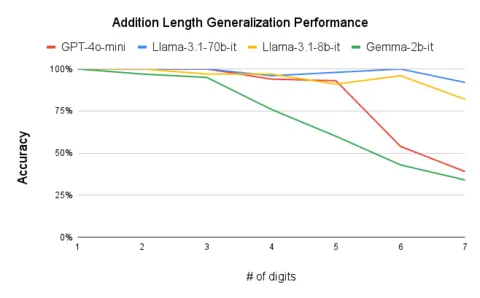 Addition Length Generalization Performance
GPT-4o-mini Llama-3.1-70b-it Llama-3.1-8b-it Gemma-2b-it
100%
75%
50%
25%
0%
Accuracy
1 2 3 4 5 6 7
# of digits